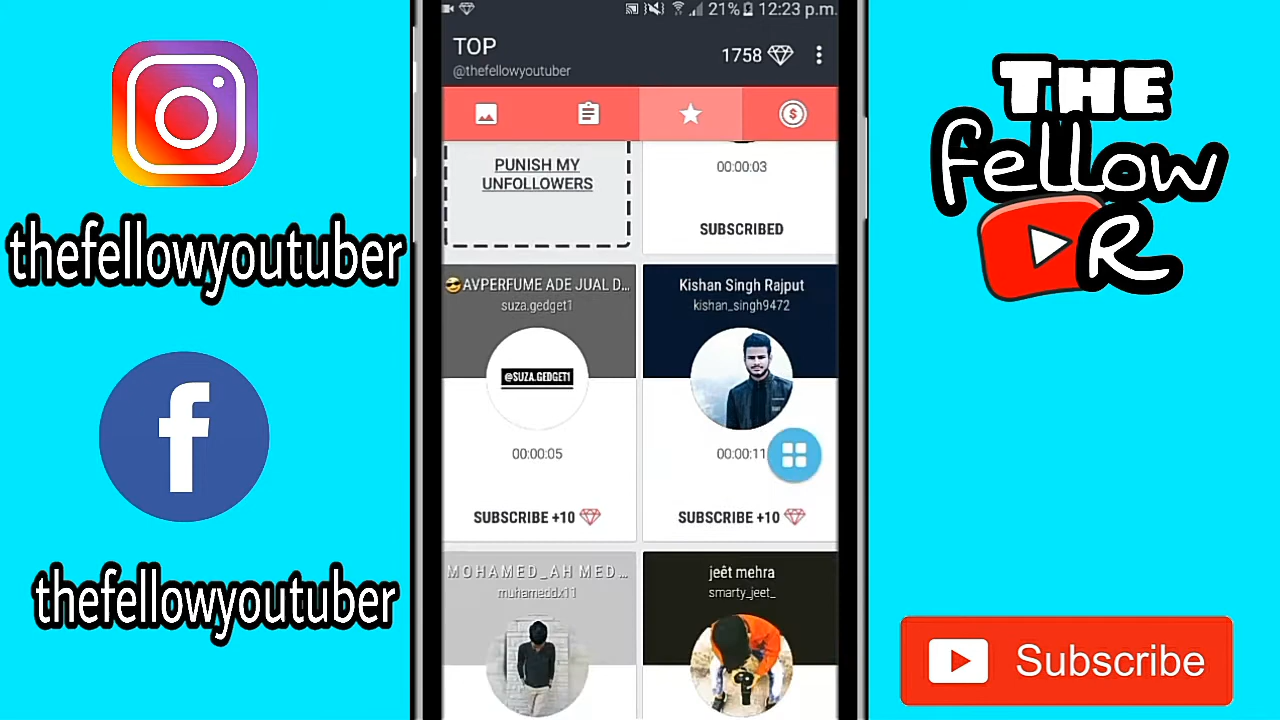 21% 12:23 p.m.
TOP
@thefellowyoutuber
1758
PUNISH MY
UNFOLLOWERS
00:00:03
SUBSCRIBED
😎AVPERFUME ADE JUAL D...
suza.gedget1
@SUZA.GEDGET1
00:00:05
SUBSCRIBE +10
Kishan Singh Rajput
kishan_singh9472
00:00:11
SUBSCRIBE +10
M O H A M E D _ A H M E D ...
muhameddx11
jeêt mehra
smarty_jeet_
thefellowyoutuber
f
thefellowyoutuber
THE
fellow
R
Subscribe